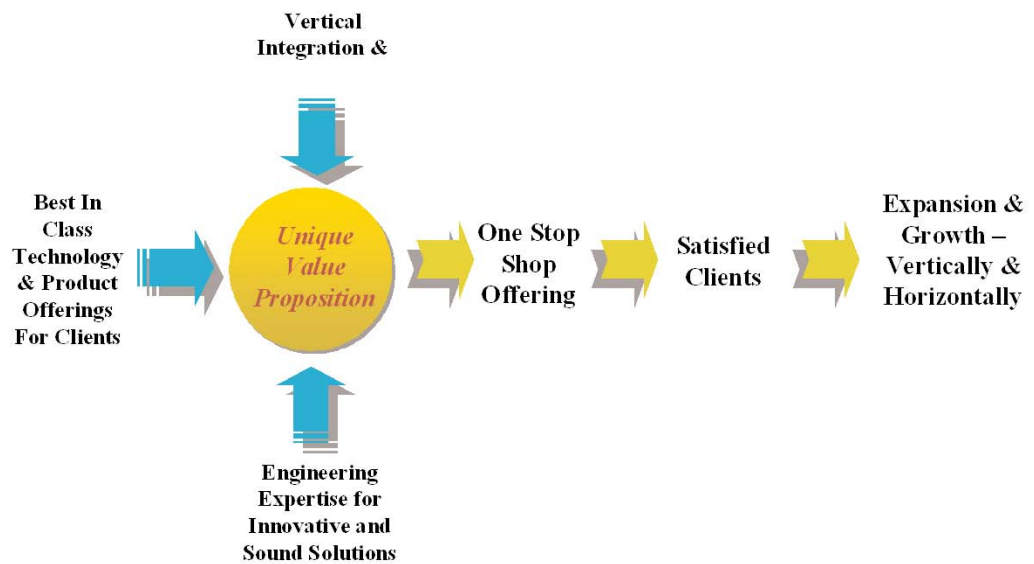 Vertical
Integration &
Best In
Class
Technology
& Product
Offerings
For Clients
Unique
Value
Proposition
One Stop
Shop
Offering
Satisfied
Clients
Expansion &
Growth –
Vertically &
Horizontally
Engineering
Expertise for
Innovative and
Sound Solutions